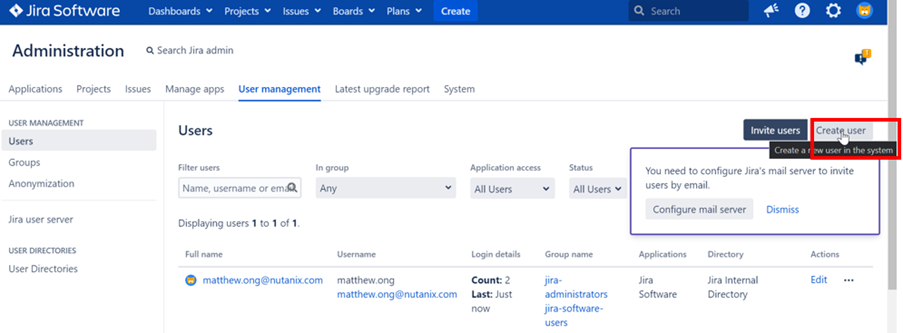 Jira Software Dashboards Projects Issues Boards Plans Create Search
Administration Search Jira admin
Applications Projects Issues Manage apps User management Latest upgrade report System
USER MANAGEMENT
Users
Groups
Anonymization
Jira user server
USER DIRECTORIES
User Directories
Users Invite users Create user
Create a new user in the system
Filter users In group Application access Status
Name, username or ema Any All Users All Users
You need to configure Jira's mail server to invite
users by email.
Configure mail server Dismiss
Displaying users 1 to 1 of 1.
Full name Username Login details Group name Applications Directory Actions
matthew.ong@nutanix.com matthew.ong Count: 2 jira- Jira Jira Internal Edit
matthew.ong@nutanix.com Last: Just administrators Software Directory
now jira-software-
users